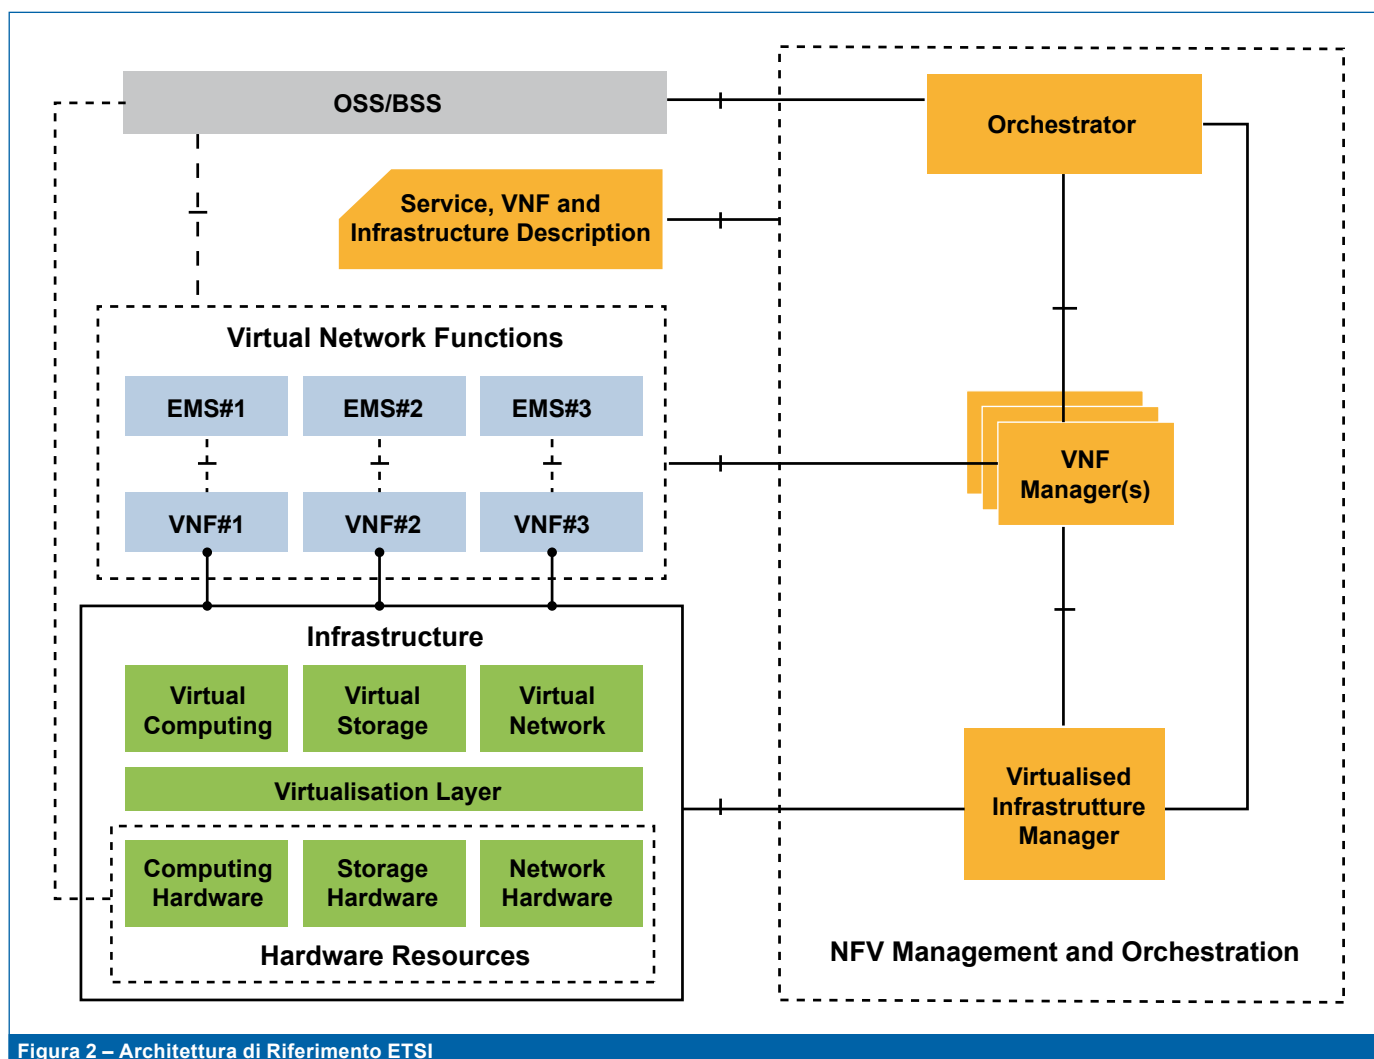 OSS/BSS
Orchestrator
Service, VNF and
Infrastructure Description
Virtual Network Functions
EMS#1
EMS#2
EMS#3
VNF#1
VNF#2
VNF#3
VNF
Manager(s)
Infrastructure
Virtual
Computing
Virtual
Storage
Virtual
Network
Virtualisation Layer
Virtualised
Infrastrutture
Manager
Computing
Hardware
Storage
Hardware
Network
Hardware
Hardware Resources
NFV Management and Orchestration
Figura 2 – Architettura di Riferimento ETSI